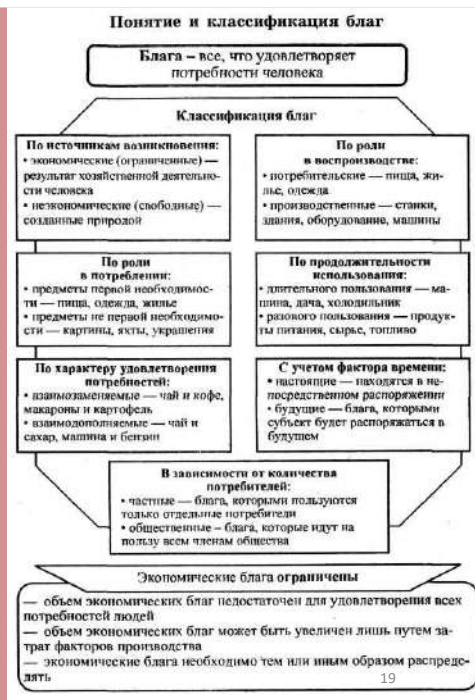 Понятие и классификация благ
Блага – все, что удовлетворяет
потребности человека
Классификация благ
По источникам возникновения:
• экономические (ограниченные) —
результат хозяйственной деятельно-
сти человека
• неэкономические (свободные) —
созданные природой
По роли
в воспроизводстве:
• потребительские — пища, жи-
лье, одежда
• производственные — станки,
здания, оборудование, машины
По роли
в потреблении:
• предметы первой необходимос-
ти — пища, одежда, жилье
• предметы не первой необходимо-
сти — картины, яхты, украшения
По продолжительности
использования:
• длительного пользования — ма-
шина, дача, холодильник
• разового пользования — продук-
ты питания, сырье, топливо
По характеру удовлетворения
потребностей:
• взаимозаменяемые — чай и кофе,
макароны и картофель
• взаимодополняемые — чай и
сахар, машина и бензин
С учетом фактора времени:
• настоящие — находятся в не-
посредственном распоряжении
• будущие — блага, которыми
субъект будет распоряжаться в
будущем
В зависимости от количества
потребителей:
• частные — блага, которыми пользуются
только отдельные потребители
• общественные – блага, которые идут на
пользу всем членам общества
Экономические блага ограничены
— объем экономических благ недостаточен для удовлетворения всех
потребностей людей
— объем экономических благ может быть увеличен лишь путем за-
трат факторов производства
— экономические блага необходимо тем или иным образом распреде-
лять
19